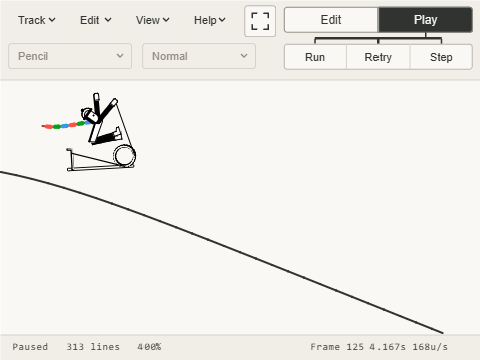 Track Edit View Help Edit Play
Pencil Normal Run Retry Step
Paused 313 lines 400% Frame 125 4.167s 168u/s